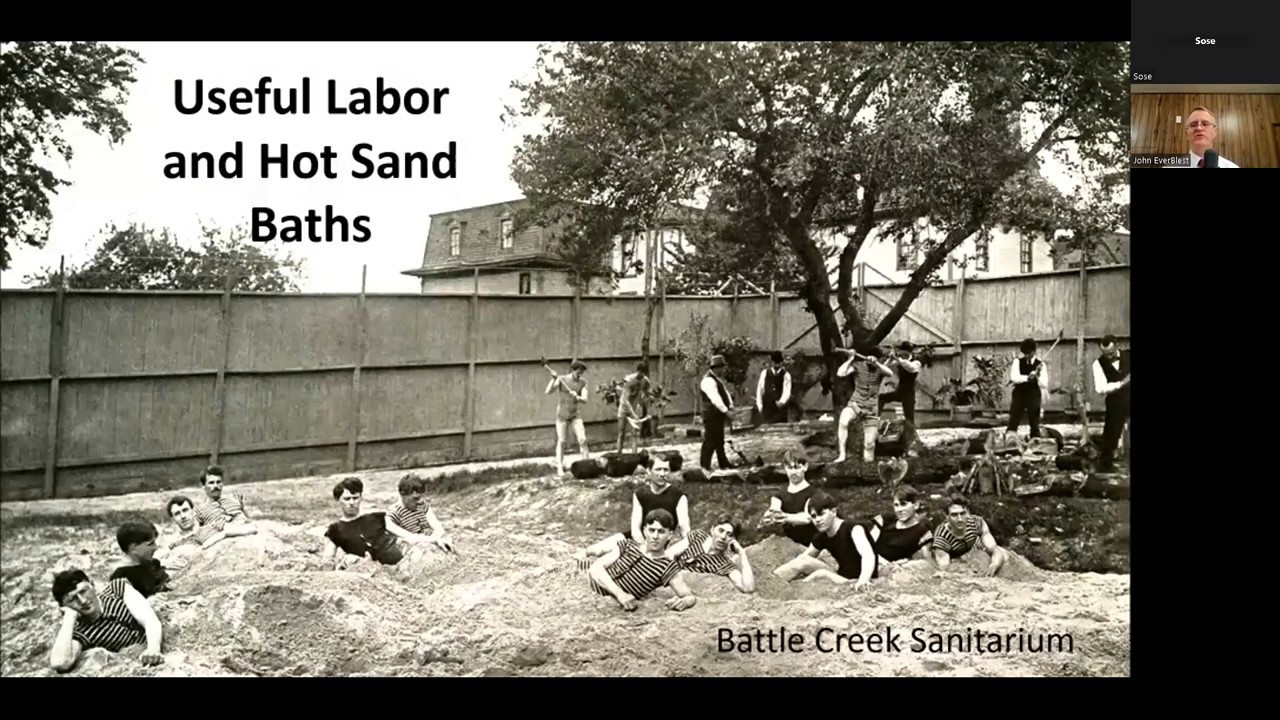 Useful Labor
and Hot Sand
Baths
Battle Creek Sanitarium
Sose
Sose
John EverBlest